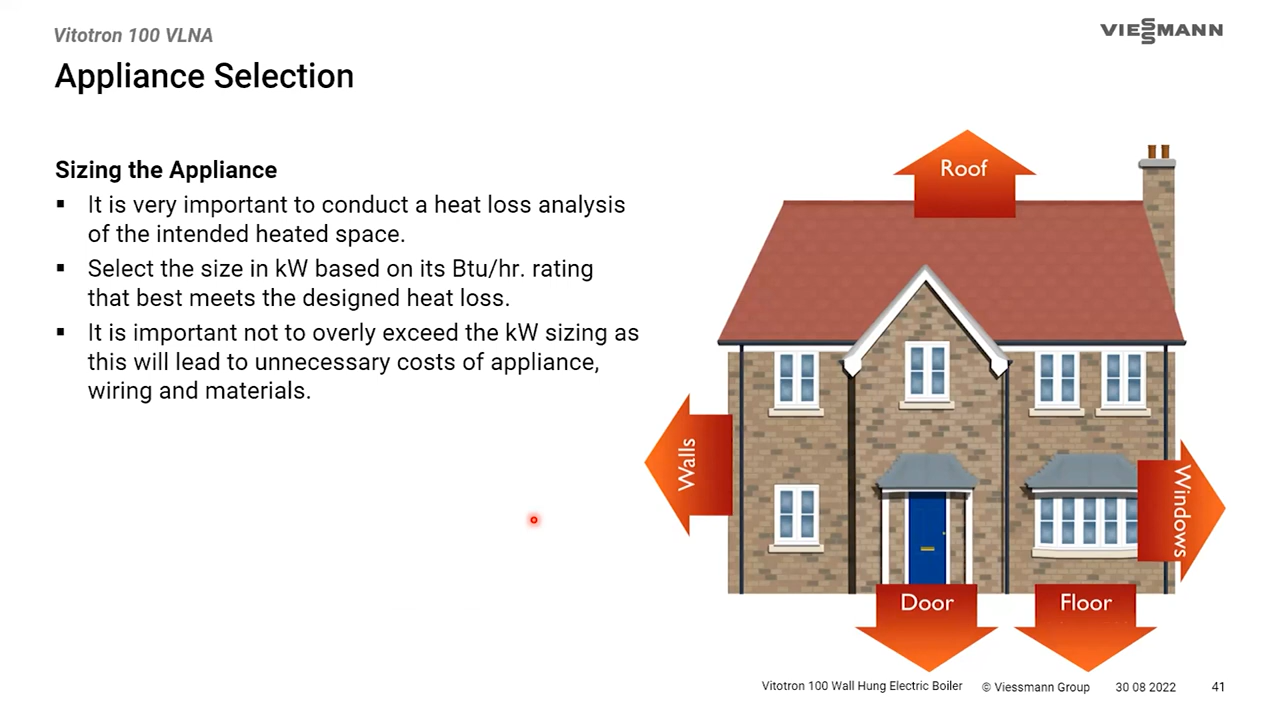 Vitotron 100 VLNA
VIESSMANN
Appliance Selection
Sizing the Appliance
▪ It is very important to conduct a heat loss analysis
of the intended heated space.
▪ Select the size in kW based on its Btu/hr. rating
that best meets the designed heat loss.
▪ It is important not to overly exceed the kW sizing as
this will lead to unnecessary costs of appliance,
wiring and materials.
Roof
Walls
Windows
Door
Floor
Vitotron 100 Wall Hung Electric Boiler © Viessmann Group 30 08 2022 41